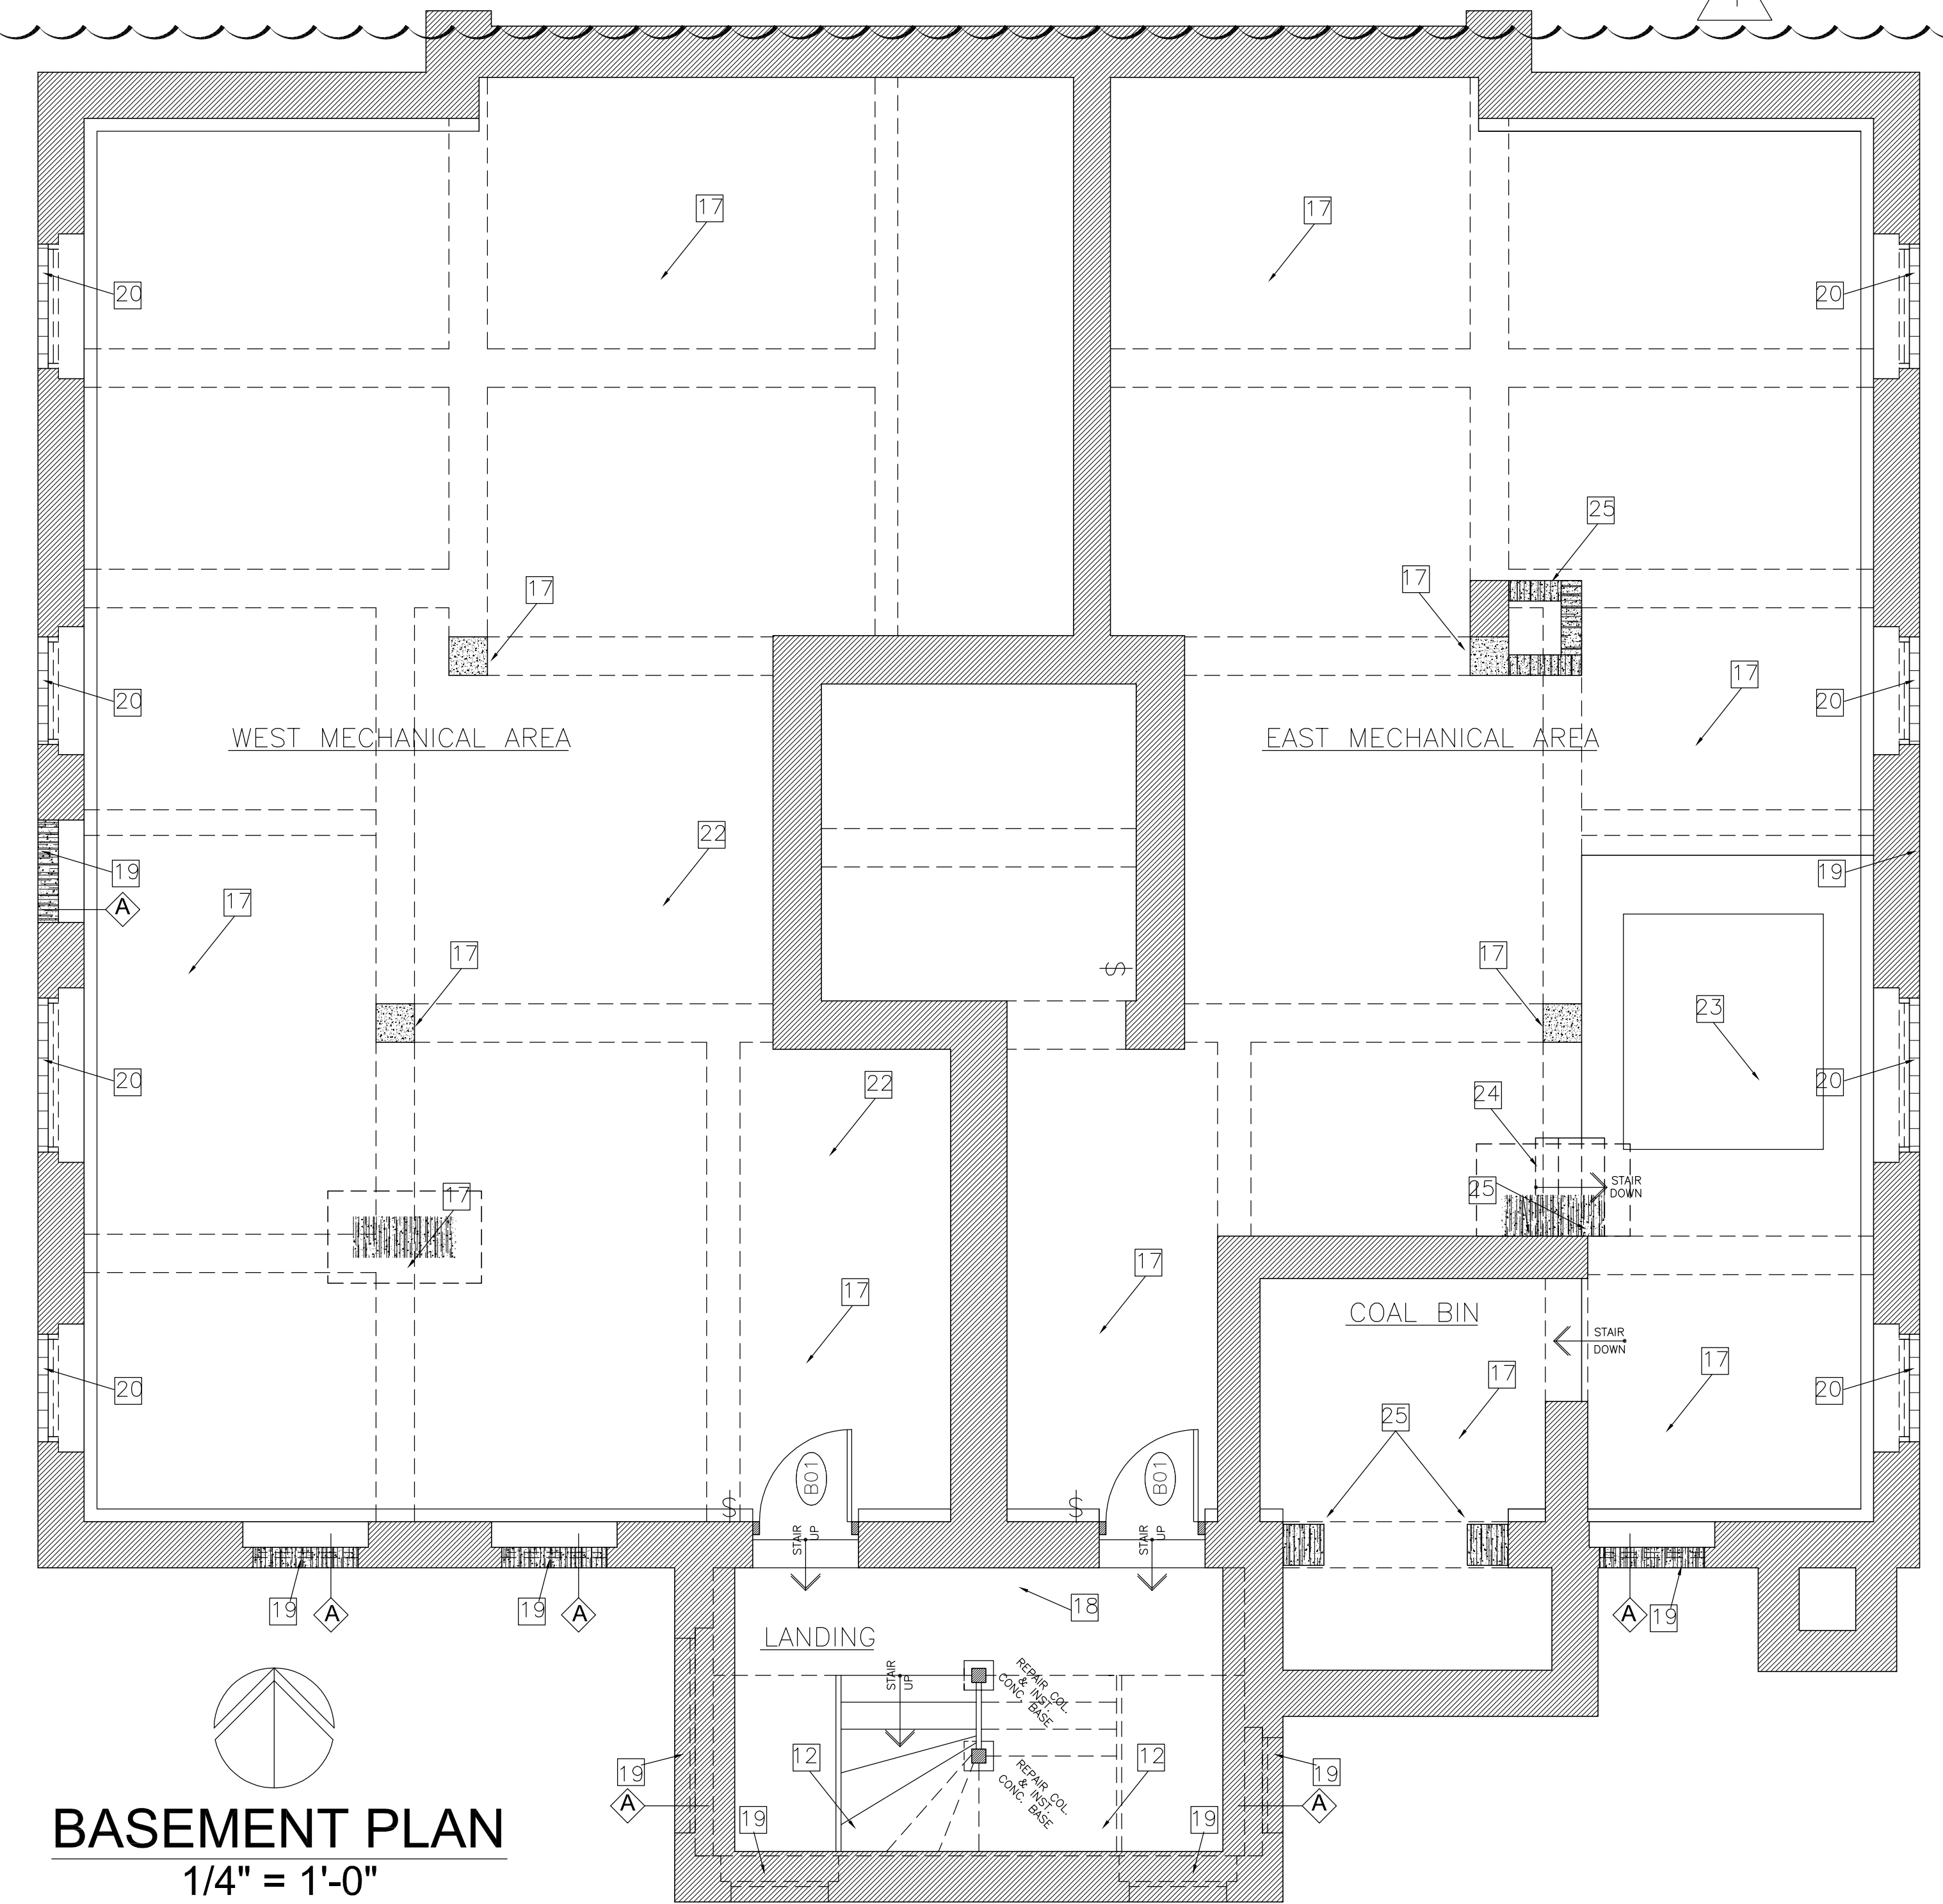 17
17
20
20
25
17
17
17
20
20
WEST MECHANICAL AREA
EAST MECHANICAL AREA
22
19
19
A
17
17
17
S
23
20
22
20
24
17
25
STAIR
DOWN
17
17
COAL BIN
STAIR
DOWN
17
17
20
20
25
B01
B01
S
S
STAIR
UP
STAIR
UP
19
A
19
A
18
A
19
LANDING
STAIR
UP
REPAIR COL.
& INST.
CONC. BASE
12
12
REPAIR COL.
& INST.
CONC. BASE
19
A
19
A
19
19
BASEMENT PLAN
1/4" = 1'-0"